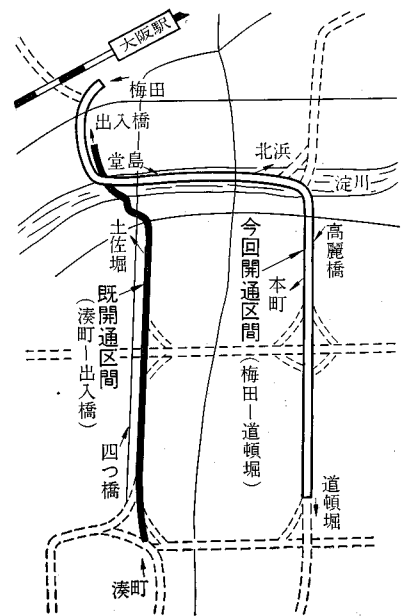 大阪駅
梅田
出入橋
堂島
北浜
淀川
土佐堀
高麗橋
本町
今回開通区間
(梅田ー道頓堀)
既開通区間
(湊町ー出入橋)
四つ橋
道頓堀
湊町